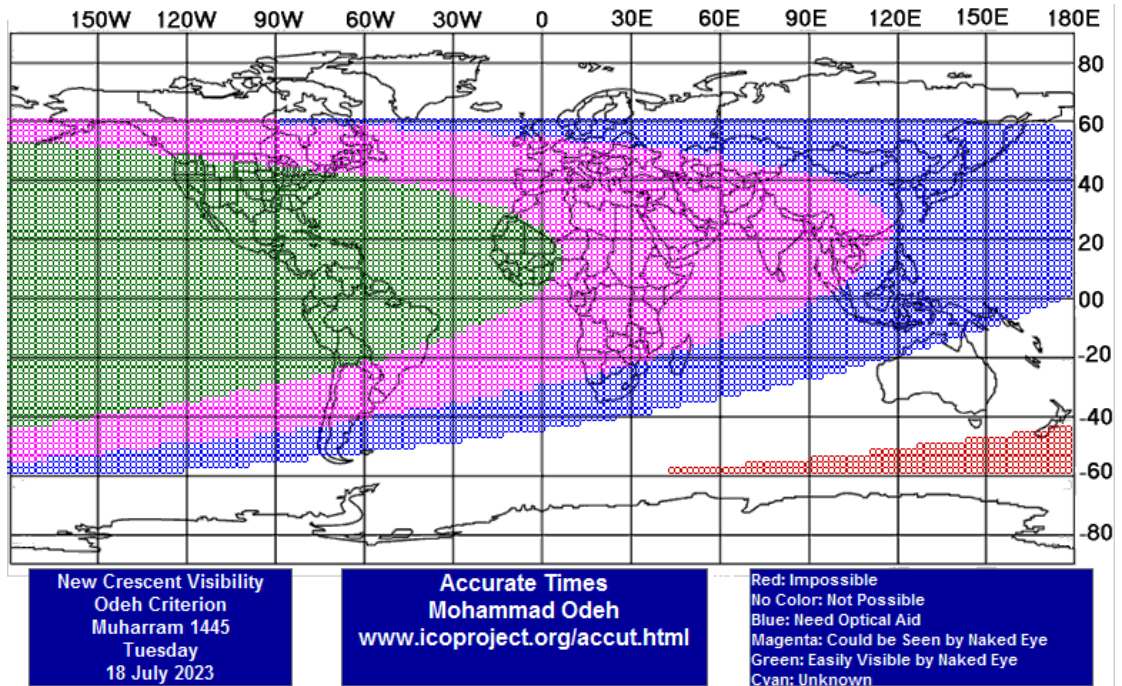 150W 120W 90W 60W 30W 0 30E 60E 90E 120E 150E 180E
80
60
40
20
00
-20
-40
-60
-80
New Crescent Visibility
Odeh Criterion
Muharram 1445
Tuesday
18 July 2023
Accurate Times
Mohammad Odeh
www.icoproject.org/accut.html
Red: Impossible
No Color: Not Possible
Blue: Need Optical Aid
Magenta: Could be Seen by Naked Eye
Green: Easily Visible by Naked Eye
Cyan: Unknown